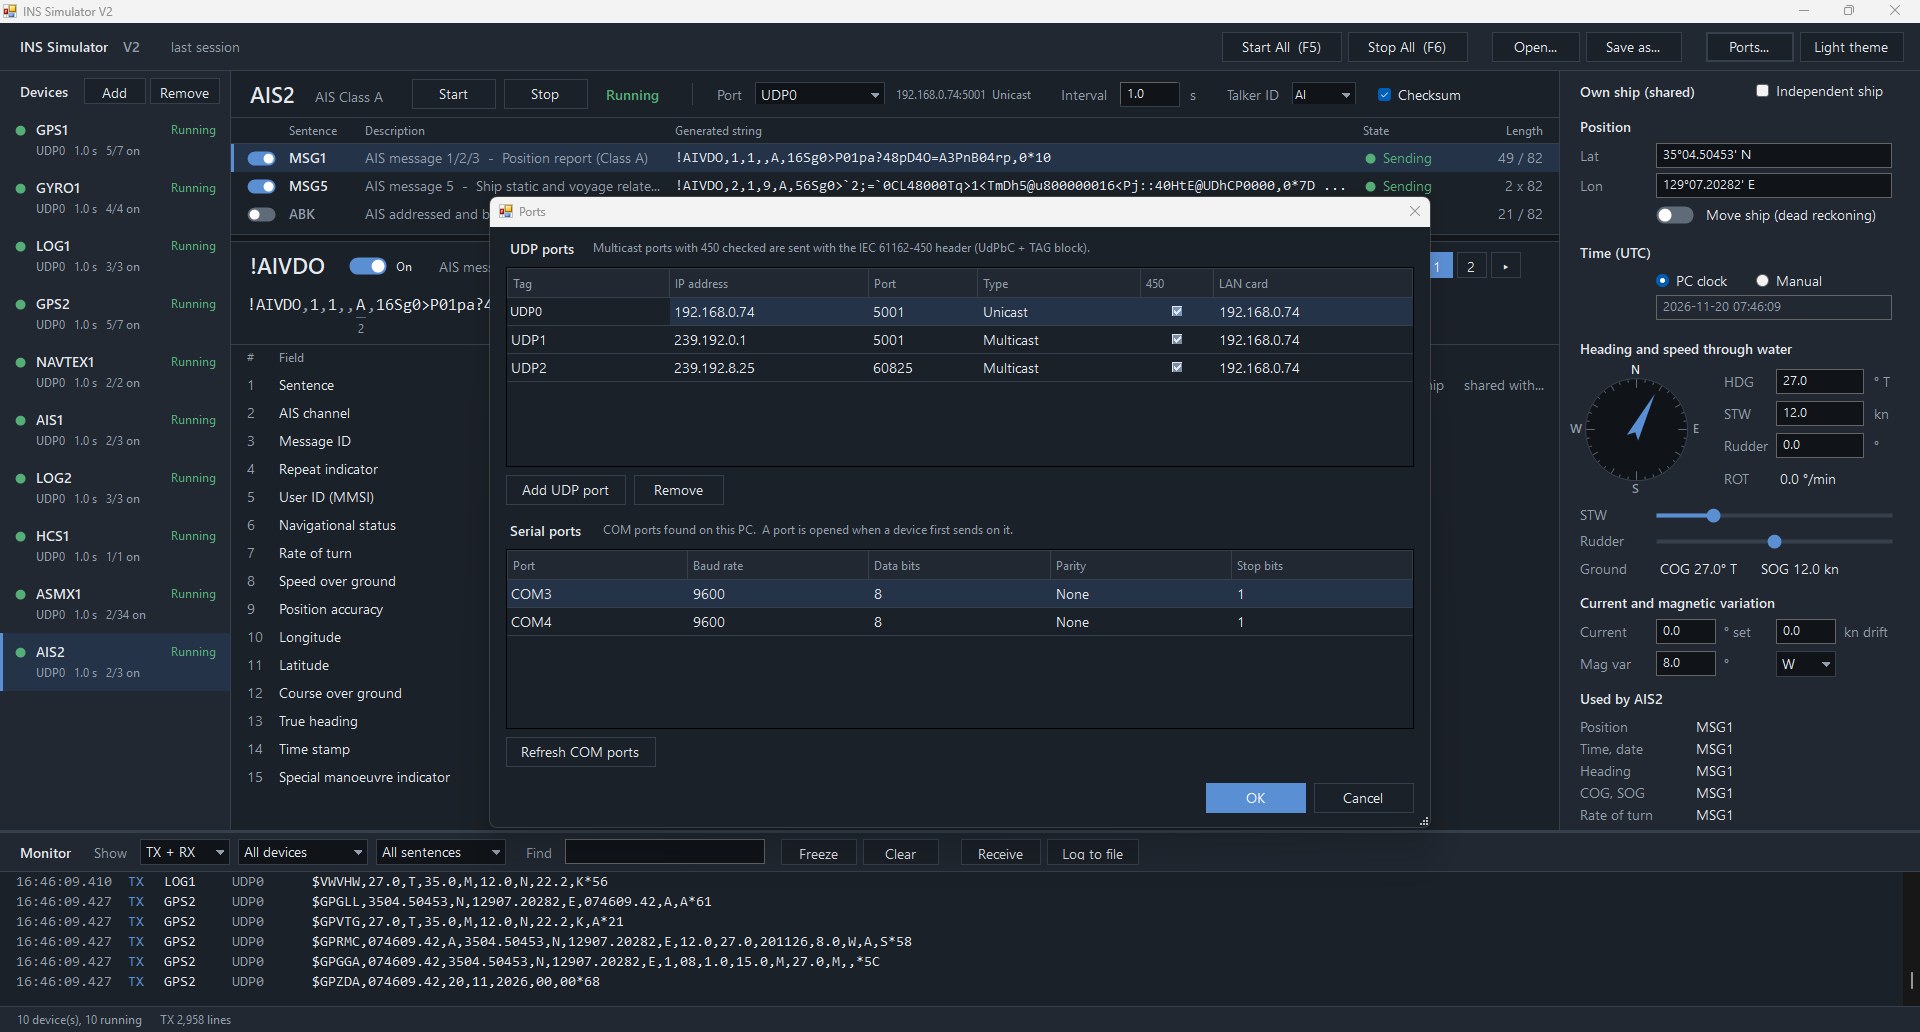 INS Simulator V2
INS Simulator V2 last session Start All (F5) Stop All (F6) Open... Save as... Ports... Light theme
Devices Add Remove
GPS1 Running
UDP0 1.0 s 5/7 on
GYRO1 Running
UDP0 1.0 s 4/4 on
LOG1 Running
UDP0 1.0 s 3/3 on
GPS2 Running
UDP0 1.0 s 5/7 on
NAVTEX1 Running
UDP0 1.0 s 2/2 on
AIS1 Running
UDP0 1.0 s 2/3 on
LOG2 Running
UDP0 1.0 s 3/3 on
HCS1 Running
UDP0 1.0 s 1/1 on
ASMX1 Running
UDP0 1.0 s 2/34 on
AIS2 Running
UDP0 1.0 s 2/3 on
AIS2 AIS Class A Start Stop Running Port UDP0 192.168.0.74:5001 Unicast Interval 1.0 s Talker ID AI Checksum
Sentence Description Generated string State Length
MSG1 AIS message 1/2/3 - Position report (Class A) !AIVDO,1,1,,A,16Sg0>P01pa?48pD4O=A3PnB04rp,0*10 Sending 49 / 82
MSG5 AIS message 5 - Ship static and voyage relate... !AIVDO,2,1,9,A,56Sg0>`2;=`0CL48000Tq>1<TmDh5@u800000016<Pj::40HtE@UDhCP0000,0*7D ... Sending 2 x 82
ABK AIS addressed and b 21 / 82
!AIVDO On AIS mes 1 2
!AIVDO,1,1,,A,16Sg0>P01pa?4
2
# Field
1 Sentence ip shared with...
2 AIS channel
3 Message ID
4 Repeat indicator
5 User ID (MMSI)
6 Navigational status
7 Rate of turn
8 Speed over ground
9 Position accuracy
10 Longitude
11 Latitude
12 Course over ground
13 True heading
14 Time stamp
15 Special manoeuvre indicator
Ports
UDP ports Multicast ports with 450 checked are sent with the IEC 61162-450 header (UdPbC + TAG block).
Tag IP address Port Type 450 LAN card
UDP0 192.168.0.74 5001 Unicast 192.168.0.74
UDP1 239.192.0.1 5001 Multicast 192.168.0.74
UDP2 239.192.8.25 60825 Multicast 192.168.0.74
Add UDP port Remove
Serial ports COM ports found on this PC. A port is opened when a device first sends on it.
Port Baud rate Data bits Parity Stop bits
COM3 9600 8 None 1
COM4 9600 8 None 1
Refresh COM ports
OK Cancel
Own ship (shared) Independent ship
Position
Lat 35°04.50453' N
Lon 129°07.20282' E
Move ship (dead reckoning)
Time (UTC)
PC clock Manual
2026-11-20 07:46:09
Heading and speed through water
N
W E
S
HDG 27.0 ° T
STW 12.0 kn
Rudder 0.0 °
ROT 0.0 °/min
STW
Rudder
Ground COG 27.0° T SOG 12.0 kn
Current and magnetic variation
Current 0.0 ° set 0.0 kn drift
Mag var 8.0 ° W
Used by AIS2
Position MSG1
Time, date MSG1
Heading MSG1
COG, SOG MSG1
Rate of turn MSG1
Monitor Show TX + RX All devices All sentences Find Freeze Clear Receive Log to file
16:46:09.410 TX LOG1 UDP0 $VWVHW,27.0,T,35.0,M,12.0,N,22.2,K*56
16:46:09.427 TX GPS2 UDP0 $GPGLL,3504.50453,N,12907.20282,E,074609.42,A,A*61
16:46:09.427 TX GPS2 UDP0 $GPVTG,27.0,T,35.0,M,12.0,N,22.2,K,A*21
16:46:09.427 TX GPS2 UDP0 $GPRMC,074609.42,A,3504.50453,N,12907.20282,E,12.0,27.0,201126,8.0,W,A,S*58
16:46:09.427 TX GPS2 UDP0 $GPGGA,074609.42,3504.50453,N,12907.20282,E,1,08,1.0,15.0,M,27.0,M,,*5C
16:46:09.427 TX GPS2 UDP0 $GPZDA,074609.42,20,11,2026,00,00*68
10 device(s), 10 running TX 2,958 lines